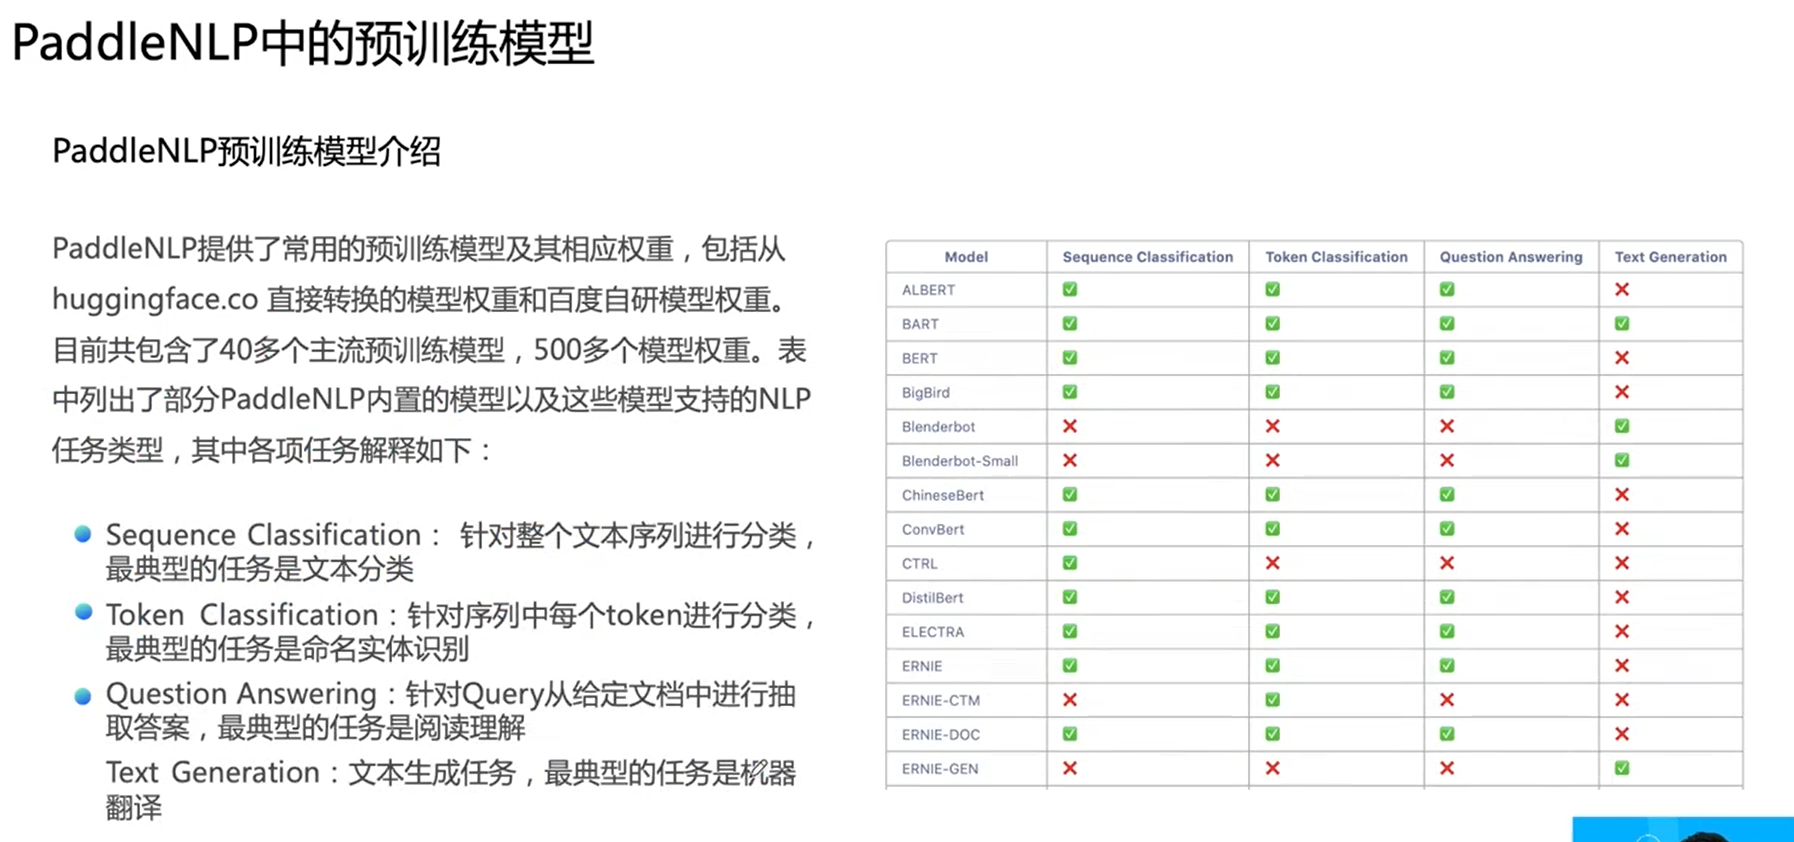 PaddleNLP中的预训练模型
PaddleNLP预训练模型介绍
PaddleNLP提供了常用的预训练模型及其相应权重，包括从
huggingface.co 直接转换的模型权重和百度自研模型权重。
目前共包含了40多个主流预训练模型，500多个模型权重。表
中列出了部分PaddleNLP内置的模型以及这些模型支持的NLP
任务类型，其中各项任务解释如下：
Sequence Classification： 针对整个文本序列进行分类，
最典型的任务是文本分类
Token Classification：针对序列中每个token进行分类，
最典型的任务是命名实体识别
Question Answering：针对Query从给定文档中进行抽
取答案，最典型的任务是阅读理解
Text Generation：文本生成任务，最典型的任务是机器
翻译
Model Sequence Classification Token Classification Question Answering Text Generation
ALBERT ✅ ✅ ✅ ❌
BART ✅ ✅ ✅ ✅
BERT ✅ ✅ ✅ ❌
BigBird ✅ ✅ ✅ ❌
Blenderbot ❌ ❌ ❌ ✅
Blenderbot-Small ❌ ❌ ❌ ✅
ChineseBert ✅ ✅ ✅ ❌
ConvBert ✅ ✅ ✅ ❌
CTRL ✅ ❌ ❌ ❌
DistilBert ✅ ✅ ✅ ❌
ELECTRA ✅ ✅ ✅ ❌
ERNIE ✅ ✅ ✅ ❌
ERNIE-CTM ❌ ✅ ❌ ❌
ERNIE-DOC ✅ ✅ ✅ ❌
ERNIE-GEN ❌ ❌ ❌ ✅